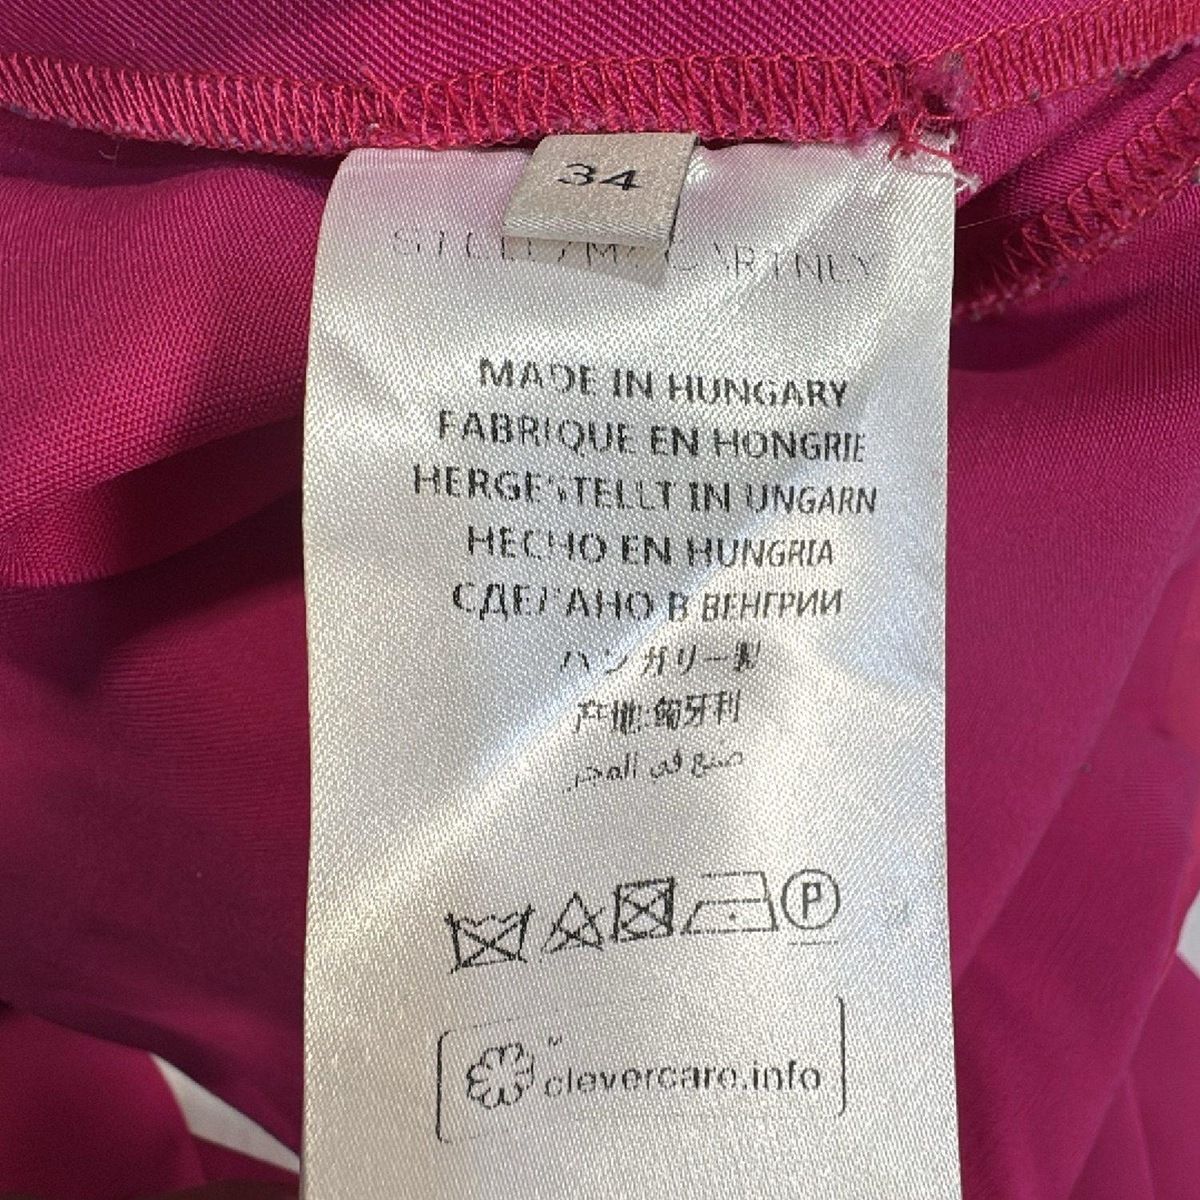 34
STELLA McCARTNEY
MADE IN HUNGARY
FABRIQUE EN HONGRIE
HERGESTELLT IN UNGARN
HECHO EN HUNGRIA
СДЕЛАНО В ВЕНГРИИ
ハンガリー製
产地:匈牙利
صنع في المجر
P
clevercare.info